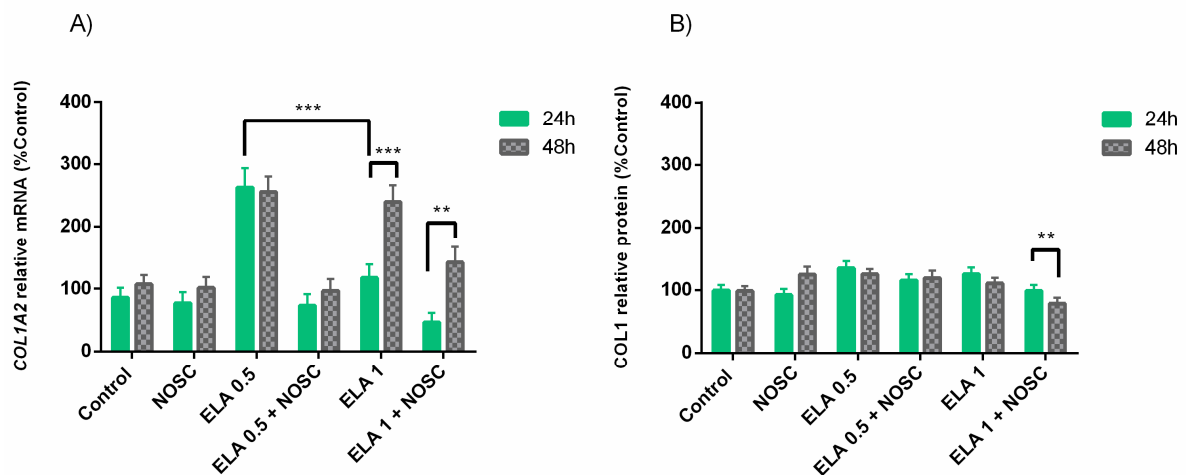 A)
COL1A2 relative mRNA (%Control)
400
300
200
100
0
***
***
**
24h
48h
Control
NOSC
ELA 0.5
ELA 0.5 + NOSC
ELA 1
ELA 1 + NOSC
B)
COL1 relative protein (%Control)
400
300
200
100
0
**
24h
48h
Control
NOSC
ELA 0.5
ELA 0.5 + NOSC
ELA 1
ELA 1 + NOSC